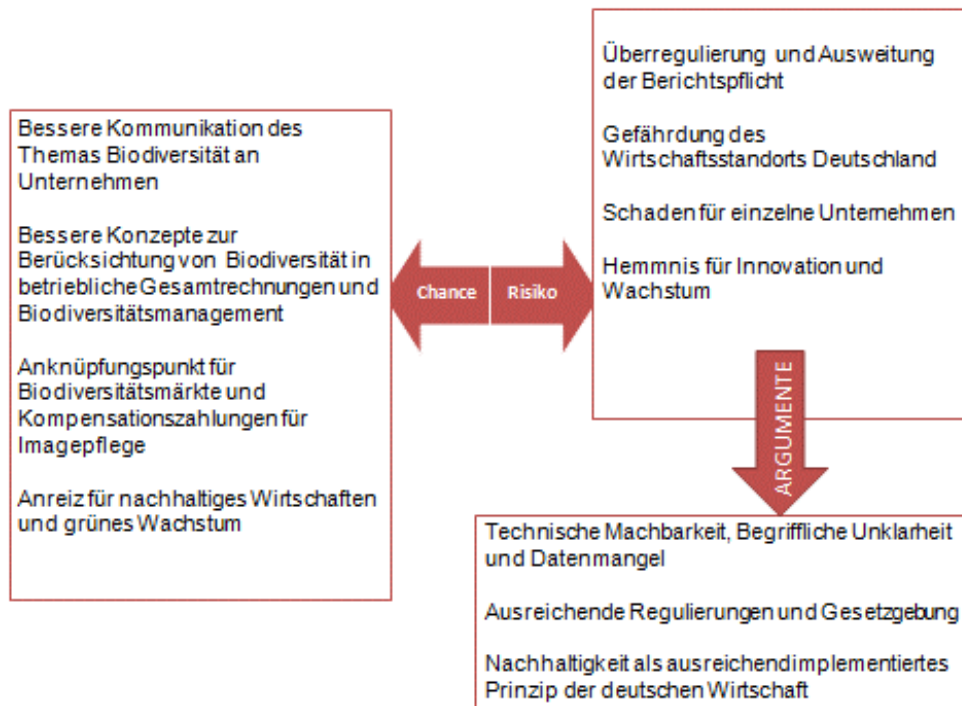 Bessere Kommunikation des
Themas Biodiversität an
Unternehmen
Bessere Konzepte zur
Berücksichtung von Biodiversität in
betriebliche Gesamtrechnungen und
Biodiversitätsmanagement
Anknüpfungspunkt für
Biodiversitätsmärkte und
Kompensationszahlungen für
Imagepflege
Anreiz für nachhaltiges Wirtschaften
und grünes Wachstum
Chance
Risiko
Überregulierung und Ausweitung
der Berichtspflicht
Gefährdung des
Wirtschaftsstandorts Deutschland
Schaden für einzelne Unternehmen
Hemmnis für Innovation und
Wachstum
ARGUMENTE
Technische Machbarkeit, Begriffliche Unklarheit
und Datenmangel
Ausreichende Regulierungen und Gesetzgebung
Nachhaltigkeit als ausreichend implementiertes
Prinzip der deutschen Wirtschaft